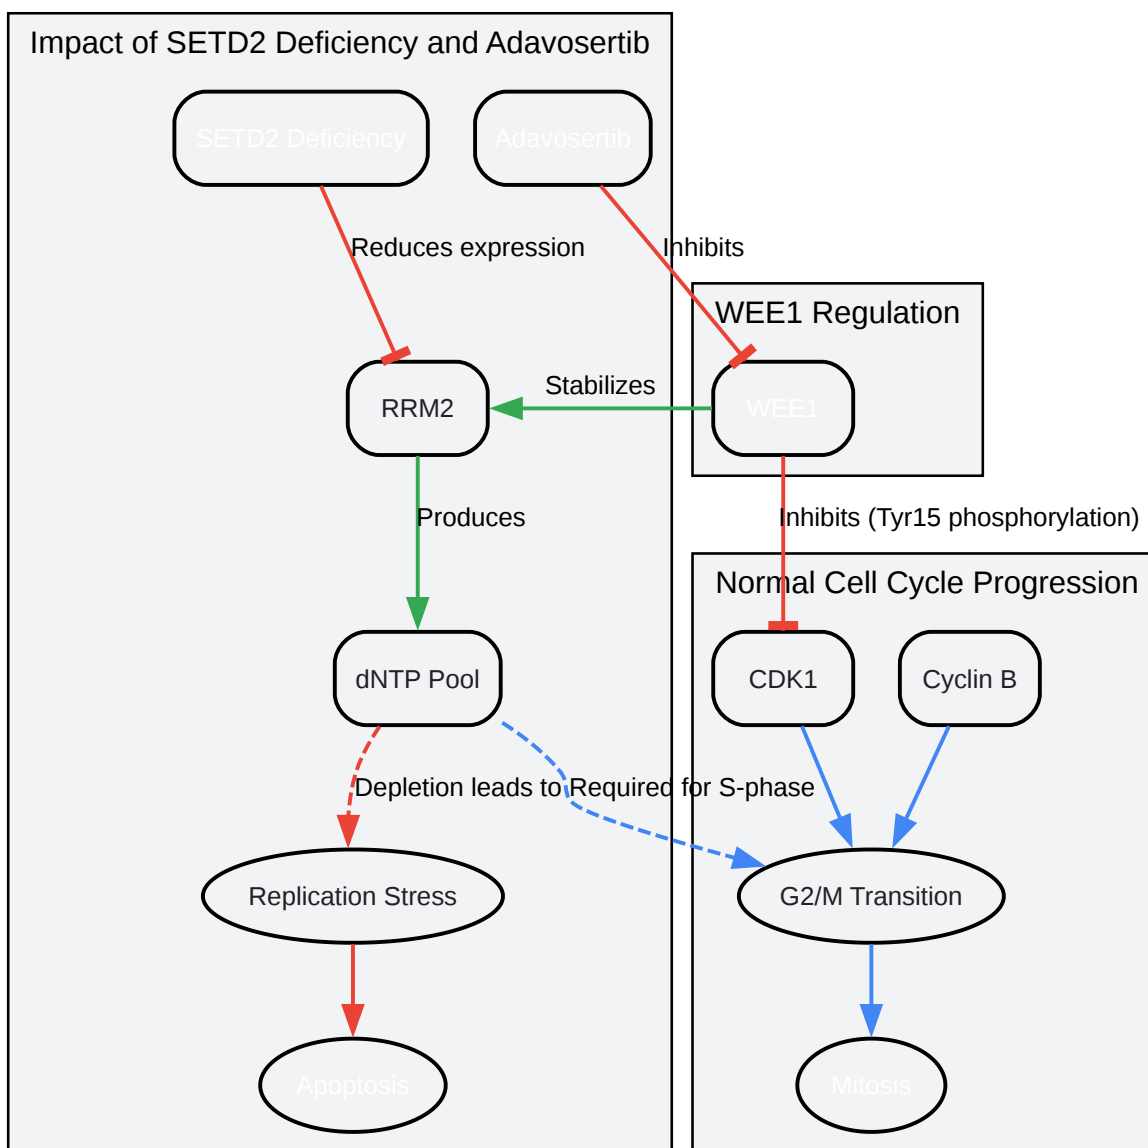 Impact of SETD2 Deficiency and Adavosertib
SETD2 Deficiency
Adavosertib
Reduces expression
Inhibits
WEE1 Regulation
RRM2
Stabilizes
WEE1
Produces
Inhibits (Tyr15 phosphorylation)
Normal Cell Cycle Progression
dNTP Pool
CDK1
Cyclin B
Depletion leads to
Required for S-phase
Replication Stress
G2/M Transition
Apoptosis
Mitosis